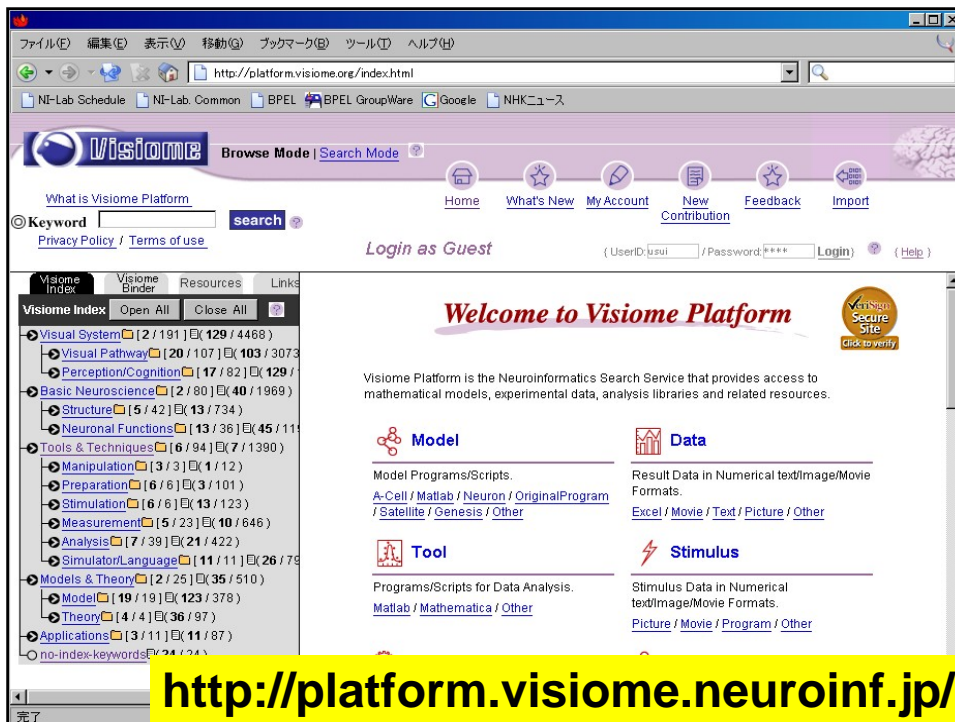 ファイル(F) 編集(E) 表示(V) 移動(G) ブックマーク(B) ツール(T) ヘルプ(H)
http://platform.visiome.org/index.html
NI-Lab Schedule NI-Lab. Common BPEL BPEL GroupWare Google NHKニュース
Visiome Browse Mode | Search Mode
What is Visiome Platform
Home What's New My Account New Contribution Feedback Import
Keyword search
Privacy Policy / Terms of use
Login as Guest ( UserID: usui / Password: **** Login ) ( Help )
Visiome Index Visiome Binder Resources Links
Visiome Index Open All Close All
Visual System [ 2 / 191 ] ( 129 / 4468 )
Visual Pathway [ 20 / 107 ] ( 103 / 3073
Perception/Cognition [ 17 / 82 ] ( 129 /
Basic Neuroscience [ 2 / 80 ] ( 40 / 1969 )
Structure [ 5 / 42 ] ( 13 / 734 )
Neuronal Functions [ 13 / 36 ] ( 45 / 119
Tools & Techniques [ 6 / 94 ] ( 7 / 1390 )
Manipulation [ 3 / 3 ] ( 1 / 12 )
Preparation [ 6 / 6 ] ( 3 / 101 )
Stimulation [ 6 / 6 ] ( 13 / 123 )
Measurement [ 5 / 23 ] ( 10 / 646 )
Analysis [ 7 / 39 ] ( 21 / 422 )
Simulator/Language [ 11 / 11 ] ( 26 / 79
Models & Theory [ 2 / 25 ] ( 35 / 510 )
Model [ 19 / 19 ] ( 123 / 378 )
Theory [ 4 / 4 ] ( 36 / 97 )
Applications [ 3 / 11 ] ( 11 / 87 )
no-index-keywords ( 24 / 24 )
Welcome to Visiome Platform
VeriSign
Secure
Site
Click to verify
Visiome Platform is the Neuroinformatics Search Service that provides access to
mathematical models, experimental data, analysis libraries and related resources.
Model
Model Programs/Scripts.
A-Cell / Matlab / Neuron / OriginalProgram
/ Satellite / Genesis / Other
Data
Result Data in Numerical text/Image/Movie
Formats.
Excel / Movie / Text / Picture / Other
Tool
Programs/Scripts for Data Analysis.
Matlab / Mathematica / Other
Stimulus
Stimulus Data in Numerical
text/Image/Movie Formats.
Picture / Movie / Program / Other
http://platform.visiome.neuroinf.jp/
完了